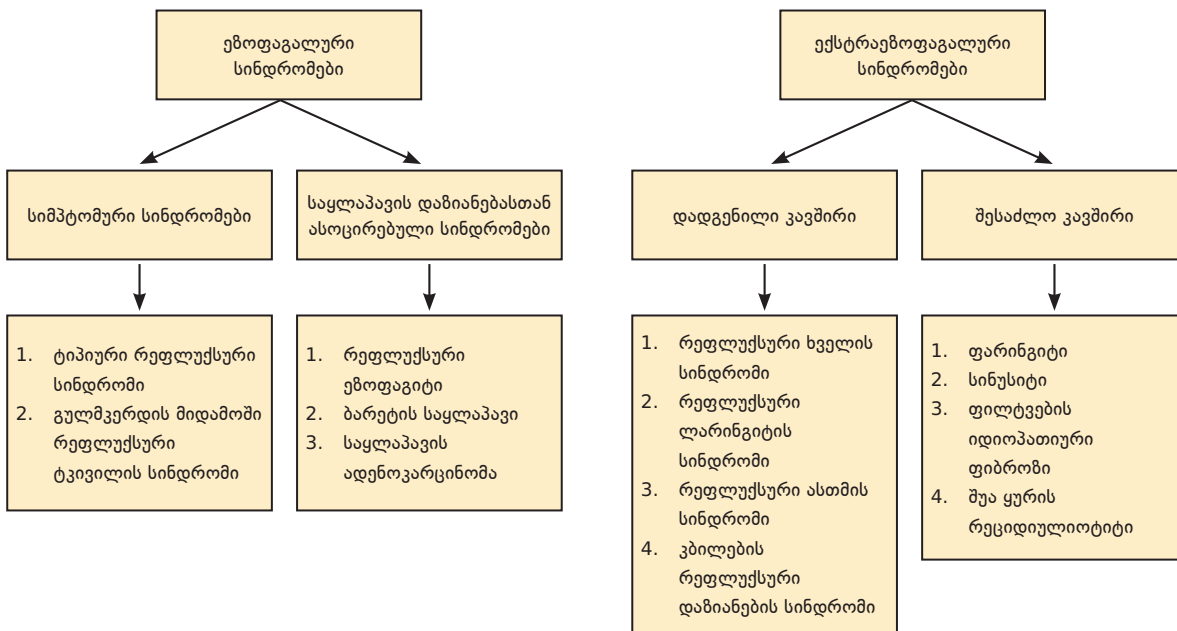 ეზოფაგალური
სინდრომები
ექსტრაეზოფაგალური
სინდრომები
სიმპტომური სინდრომები
საყლაპავის დაზიანებასთან
ასოცირებული სინდრომები
დადგენილი კავშირი
შესაძლო კავშირი
1. ტიპიური რეფლუქსური
სინდრომი
2. გულმკერდის მიდამოში
რეფლუქსური
ტკივილის სინდრომი
1. რეფლუქსური
ეზოფაგიტი
2. ბარეტის საყლაპავი
3. საყლაპავის
ადენოკარცინომა
1. რეფლუქსური ხველის
სინდრომი
2. რეფლუქსური
ლარინგიტის
სინდრომი
3. რეფლუქსური ასთმის
სინდრომი
4. კბილების
რეფლუქსური
დაზიანების სინდრომი
1. ფარინგიტი
2. სინუსიტი
3. ფილტვების
იდიოპათიური
ფიბროზი
4. შუა ყურის
რეციდიულიოტიტი